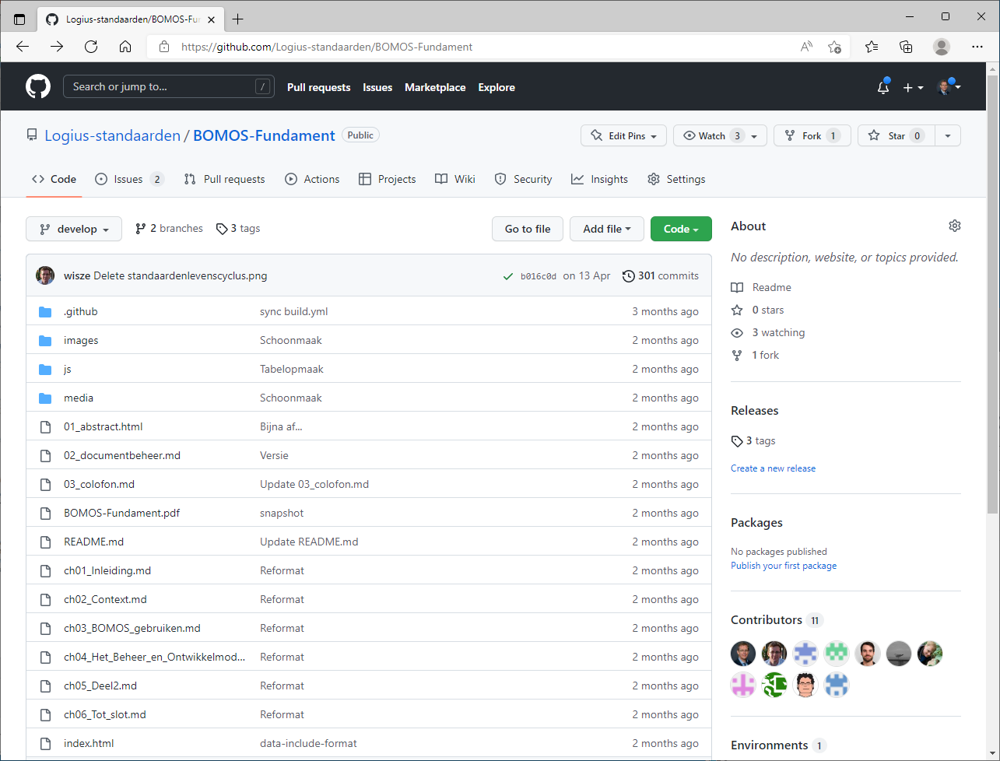 Logius-standaarden/BOMOS-Fun
https://github.com/Logius-standaarden/BOMOS-Fundament
Search or jump to... /
Pull requests Issues Marketplace Explore
Logius-standaarden / BOMOS-Fundament Public
Edit Pins Watch 3 Fork 1 Star 0
Code Issues 2 Pull requests Actions Projects Wiki Security Insights Settings
develop 2 branches 3 tags Go to file Add file Code
wisze Delete standaardenlevenscyclus.png b016c0d on 13 Apr 301 commits
.github sync build.yml 3 months ago
images Schoonmaak 2 months ago
js Tabelopmaak 2 months ago
media Schoonmaak 2 months ago
01_abstract.html Bijna af... 2 months ago
02_documentbeheer.md Versie 2 months ago
03_colofon.md Update 03_colofon.md 2 months ago
BOMOS-Fundament.pdf snapshot 2 months ago
README.md Update README.md 2 months ago
ch01_Inleiding.md Reformat 2 months ago
ch02_Context.md Reformat 2 months ago
ch03_BOMOS_gebruiken.md Reformat 2 months ago
ch04_Het_Beheer_en_Ontwikkelmod... Reformat 2 months ago
ch05_Deel2.md Reformat 2 months ago
ch06_Tot_slot.md Reformat 2 months ago
index.html data-include-format 2 months ago
About
No description, website, or topics provided.
Readme
0 stars
3 watching
1 fork
Releases
3 tags
Create a new release
Packages
No packages published
Publish your first package
Contributors 11
Environments 1